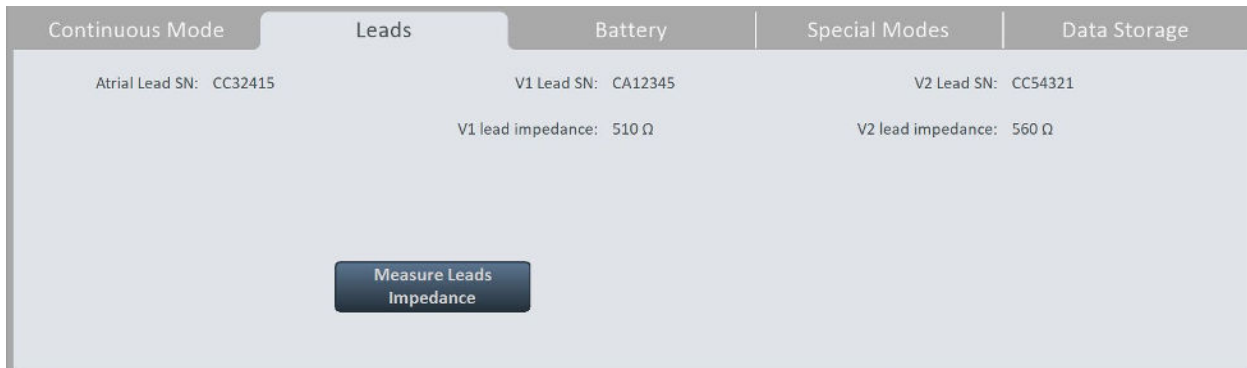 Continuous Mode Leads Battery Special Modes Data Storage
Atrial Lead SN: CC32415 V1 Lead SN: CA12345 V2 Lead SN: CC54321
V1 lead impedance: 510 Ω V2 lead impedance: 560 Ω
Measure Leads
Impedance